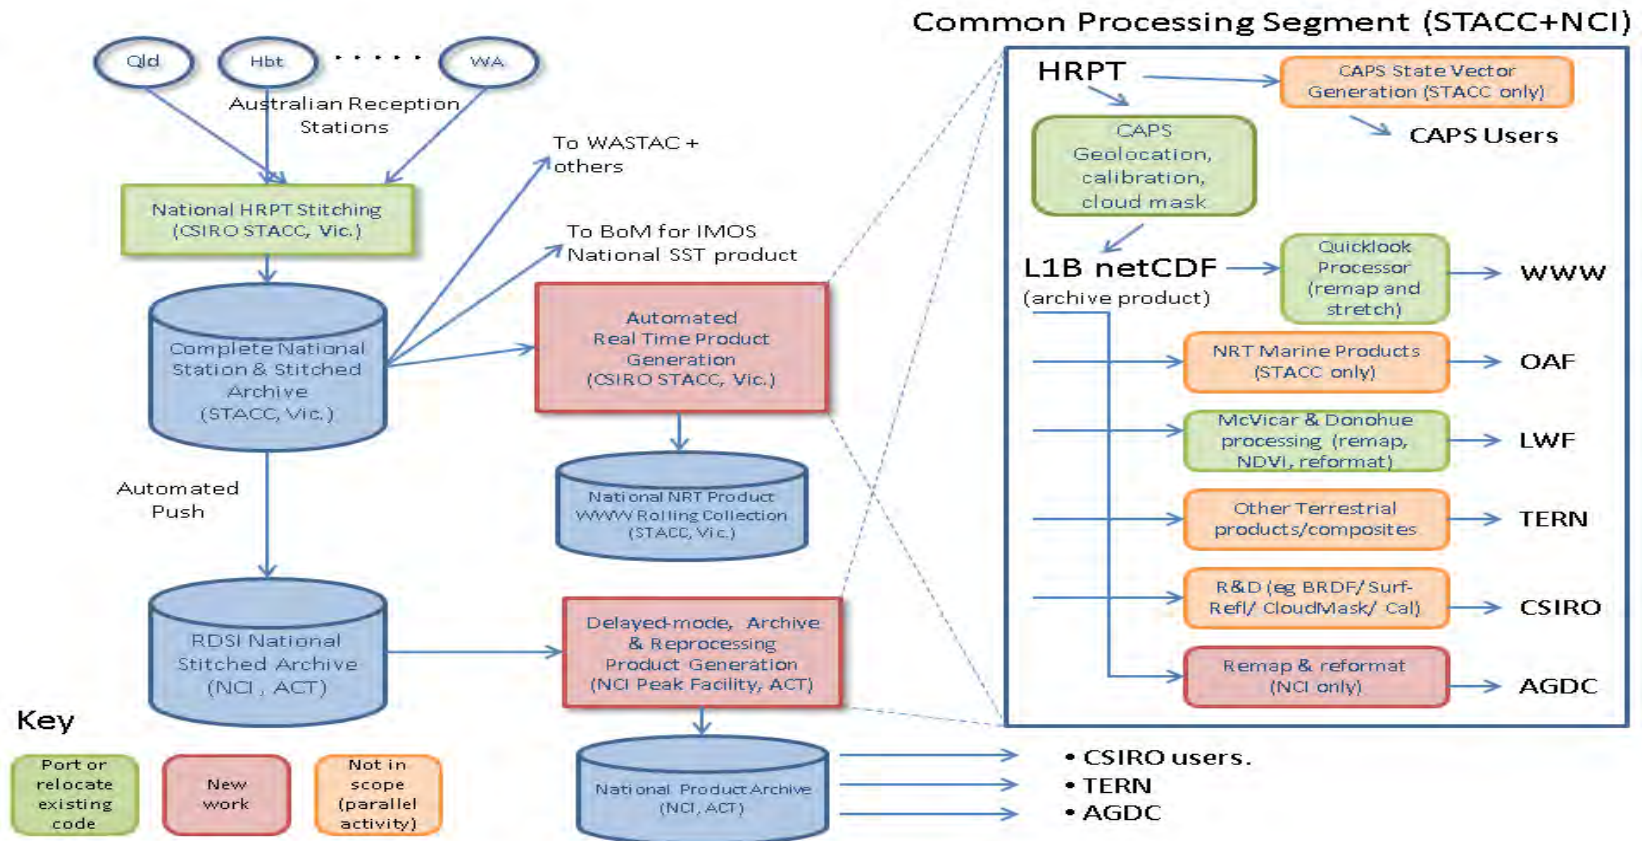 Common Processing Segment (STACC+NCI)
Qld
Hbt
WA
Australian Reception
Stations
National HRPT Stitching
(CSIRO STACC, Vic.)
To WASTAC +
others
To BoM for IMOS
National SST product
Complete National
Station & Stitched
Archive
(STACC, Vic.)
Automated
Real Time Product
Generation
(CSIRO STACC, Vic.)
National NRT Product
WWW Rolling Collection
(STACC, Vic.)
Automated
Push
RDSI National
Stitched Archive
(NCI , ACT)
Delayed-mode, Archive
& Reprocessing
Product Generation
(NCI Peak Facility, ACT)
National Product Archive
(NCI, ACT)
• CSIRO users.
• TERN
• AGDC
Key
Port or
relocate
existing
code
New
work
Not in
scope
(parallel
activity)
HRPT
CAPS State Vector
Generation (STACC only)
CAPS Users
CAPS
Geolocation,
calibration,
cloud mask
L1B netCDF
(archive product)
Quicklook
Processor
(remap and
stretch)
WWW
NRT Marine Products
(STACC only)
OAF
McVicar & Donohue
processing (remap,
NDVI, reformat)
LWF
Other Terrestrial
products/composites
TERN
R&D (eg BRDF/ Surf-
Refl/ CloudMask/ Cal)
CSIRO
Remap & reformat
(NCI only)
AGDC